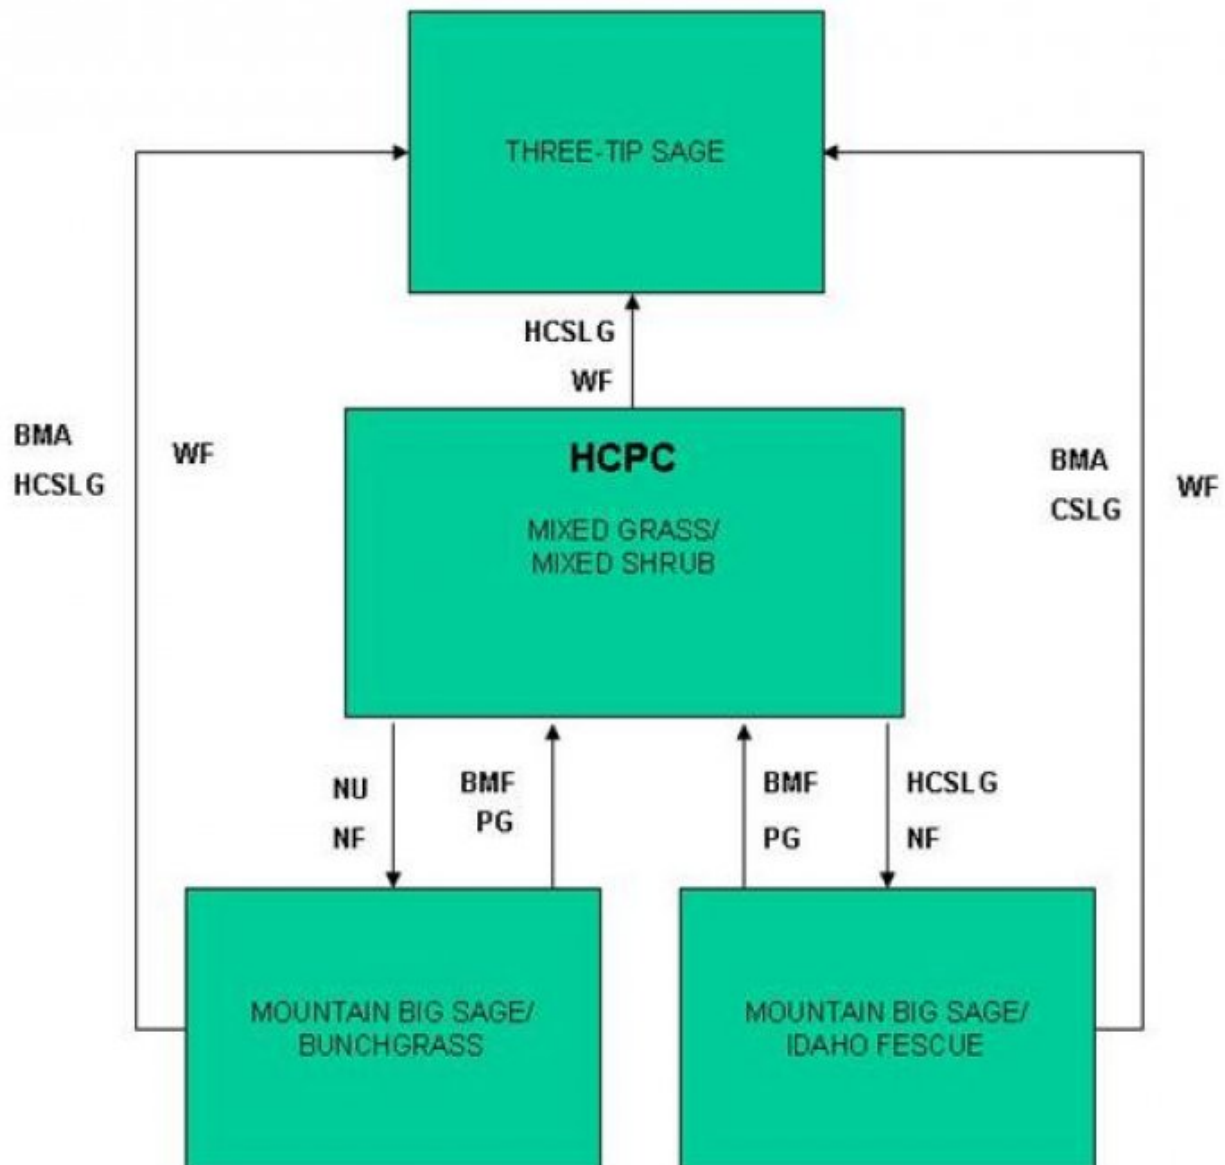 THREE-TIP SAGE
HCSLG
WF
BMA
HCSLG
WF
HCPC
MIXED GRASS/
MIXED SHRUB
BMA
CSLG
WF
NU
NF
BMF
PG
BMF
PG
HCSLG
NF
MOUNTAIN BIG SAGE/
BUNCHGRASS
MOUNTAIN BIG SAGE/
IDAHO FESCUE